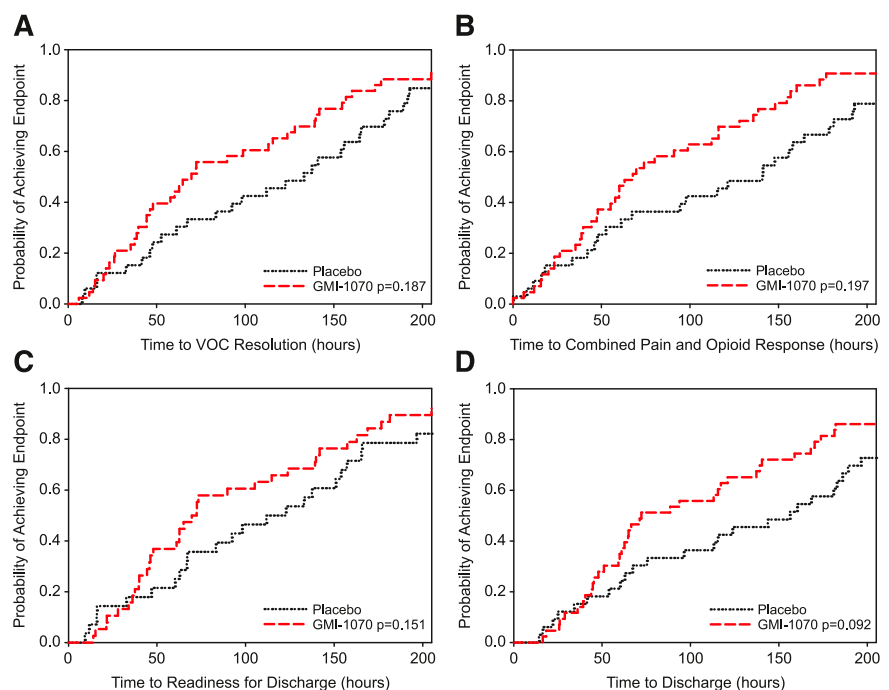 A
Probability of Achieving Endpoint
1.0
0.8
0.6
0.4
0.2
0.0
Placebo
GMI-1070 p=0.187
0 50 100 150 200
Time to VOC Resolution (hours)
B
Probability of Achieving Endpoint
1.0
0.8
0.6
0.4
0.2
0.0
Placebo
GMI-1070 p=0.197
0 50 100 150 200
Time to Combined Pain and Opioid Response (hours)
C
Probability of Achieving Endpoint
1.0
0.8
0.6
0.4
0.2
0.0
Placebo
GMI-1070 p=0.151
0 50 100 150 200
Time to Readiness for Discharge (hours)
D
Probability of Achieving Endpoint
1.0
0.8
0.6
0.4
0.2
0.0
Placebo
GMI-1070 p=0.092
0 50 100 150 200
Time to Discharge (hours)